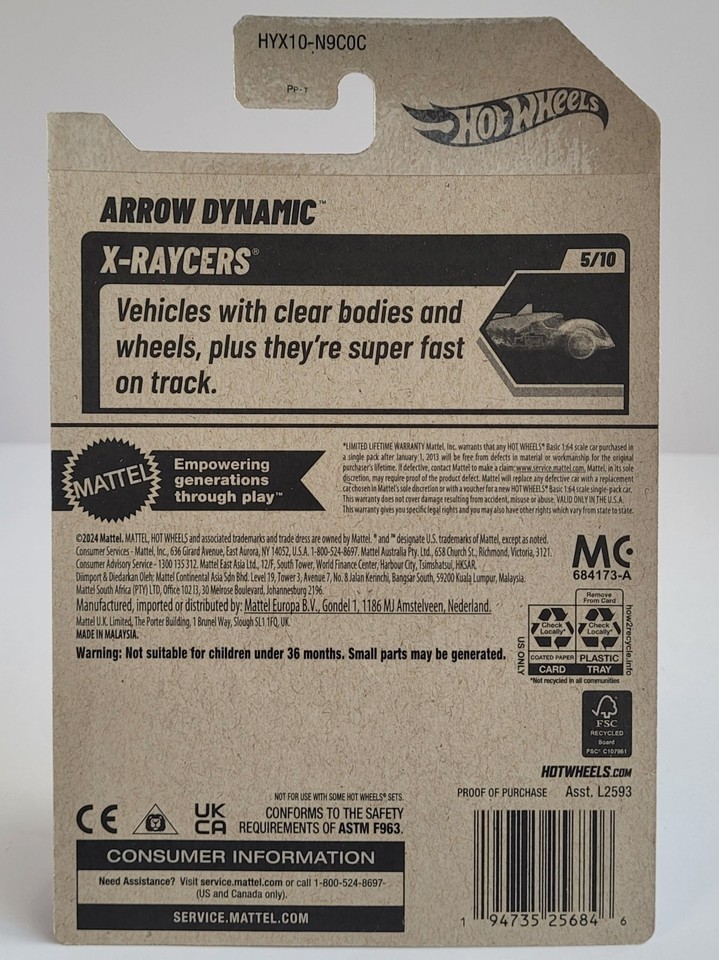 HYX10-N9C0C
PP-T
HOT WHEELS
ARROW DYNAMIC™
X-RAYCERS®
5/10
Vehicles with clear bodies and
wheels, plus they're super fast
on track.
MATTEL
Empowering
generations
through play™
*LIMITED LIFETIME WARRANTY Mattel, Inc. warrants that any HOT WHEELS® Basic 1:64 scale car purchased in
a single pack after January 1, 2013 will be free from defects in material or workmanship for the original
purchaser's lifetime. If defective, contact Mattel to make a claim: www.service.mattel.com. Mattel, in its sole
discretion, may require proof of the product defect. Mattel will replace any defective car with a replacement
car chosen in Mattel's sole discretion or with a voucher for a new HOT WHEELS® Basic 1:64 scale single-pack car.
This warranty does not cover damage resulting from accident, misuse or abuse. VALID ONLY IN THE U.S.A.
This warranty gives you specific legal rights and you may also have other rights which vary from state to state.
©2024 Mattel. MATTEL, HOT WHEELS and associated trademarks and trade dress are owned by Mattel. ® and ™ designate U.S. trademarks of Mattel, except as noted.
Consumer Services - Mattel, Inc., 636 Girard Avenue, East Aurora, NY 14052, U.S.A. 1-800-524-8697. Mattel Australia Pty. Ltd., 658 Church St., Richmond, Victoria, 3121.
Consumer Advisory Service - 1300 135 312. Mattel East Asia Ltd., 12/F, South Tower, World Finance Center, Harbour City, Tsimshatsui, HKSAR.
Diimport & Diedarkan Oleh: Mattel Continental Asia Sdn Bhd. Level 19, Tower 3, Avenue 7, No. 8 Jalan Kerinchi, Bangsar South, 59200 Kuala Lumpur, Malaysia.
Mattel South Africa (PTY) LTD, Office 102 I3, 30 Melrose Boulevard, Johannesburg 2196.
Manufactured, imported or distributed by: Mattel Europa B.V., Gondel 1, 1186 MJ Amstelveen, Nederland.
Mattel U.K. Limited, The Porter Building, 1 Brunel Way, Slough SL1 1FQ, UK.
MADE IN MALAYSIA.
Warning: Not suitable for children under 36 months. Small parts may be generated.
MC
684173-A
US ONLY
Remove
From Card
Check
Locally*
Check
Locally*
COATED PAPER
CARD
PLASTIC
TRAY
*Not recycled in all communities
how2recycle.info
FSC
RECYCLED
Board
FSC® C107961
HOTWHEELS.COM
PROOF OF PURCHASE Asst. L2593
NOT FOR USE WITH SOME HOT WHEELS® SETS.
CE
UK
CA
CONFORMS TO THE SAFETY
REQUIREMENTS OF ASTM F963.
CONSUMER INFORMATION
Need Assistance? Visit service.mattel.com or call 1-800-524-8697-
(US and Canada only).
SERVICE.MATTEL.COM
1 94735 25684 6